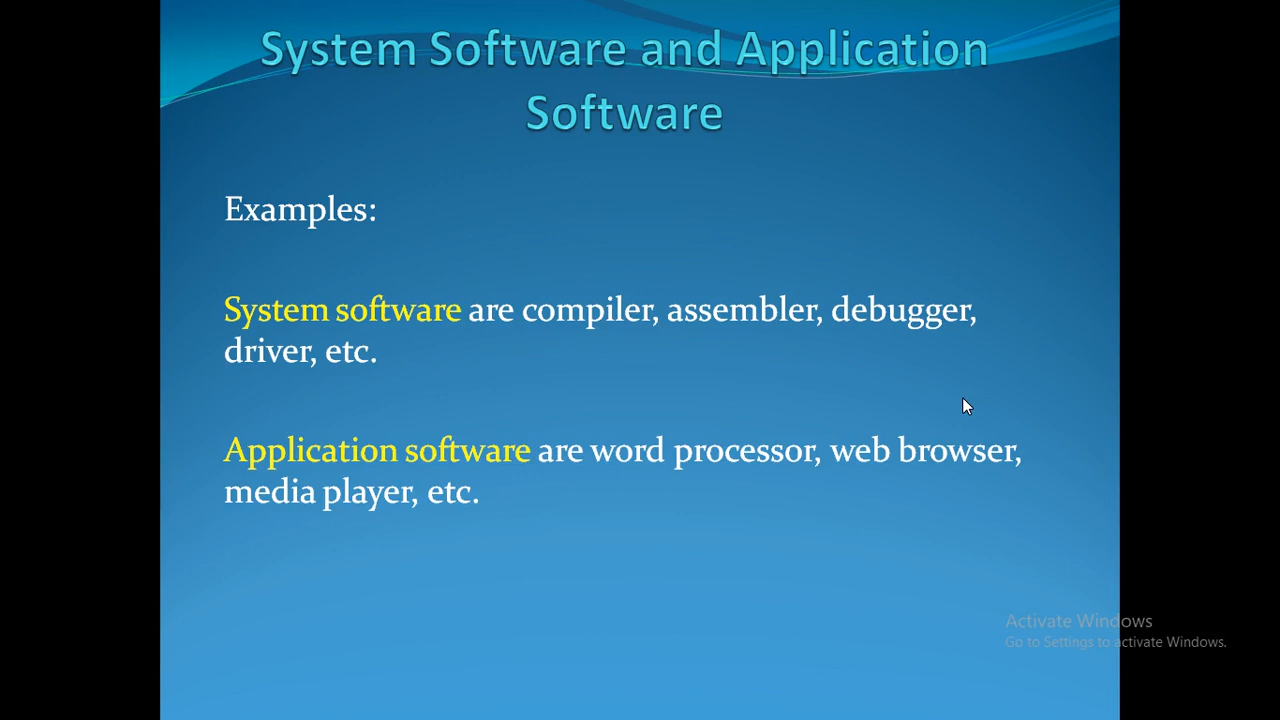 System Software and Application
Software
Examples:
System software are compiler, assembler, debugger,
driver, etc.
Application software are word processor, web browser,
media player, etc.
Activate Windows
Go to Settings to activate Windows.